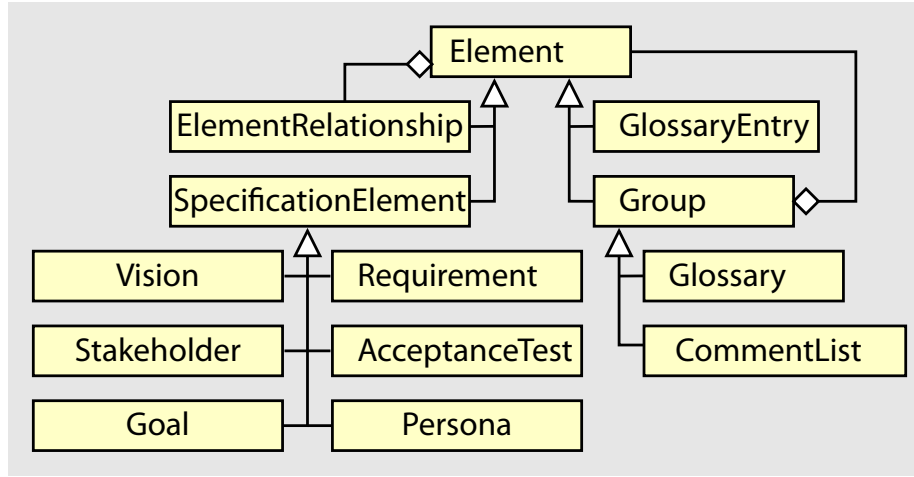 Element
ElementRelationship
GlossaryEntry
SpecificationElement
Group
Vision
Requirement
Glossary
Stakeholder
AcceptanceTest
CommentList
Goal
Persona